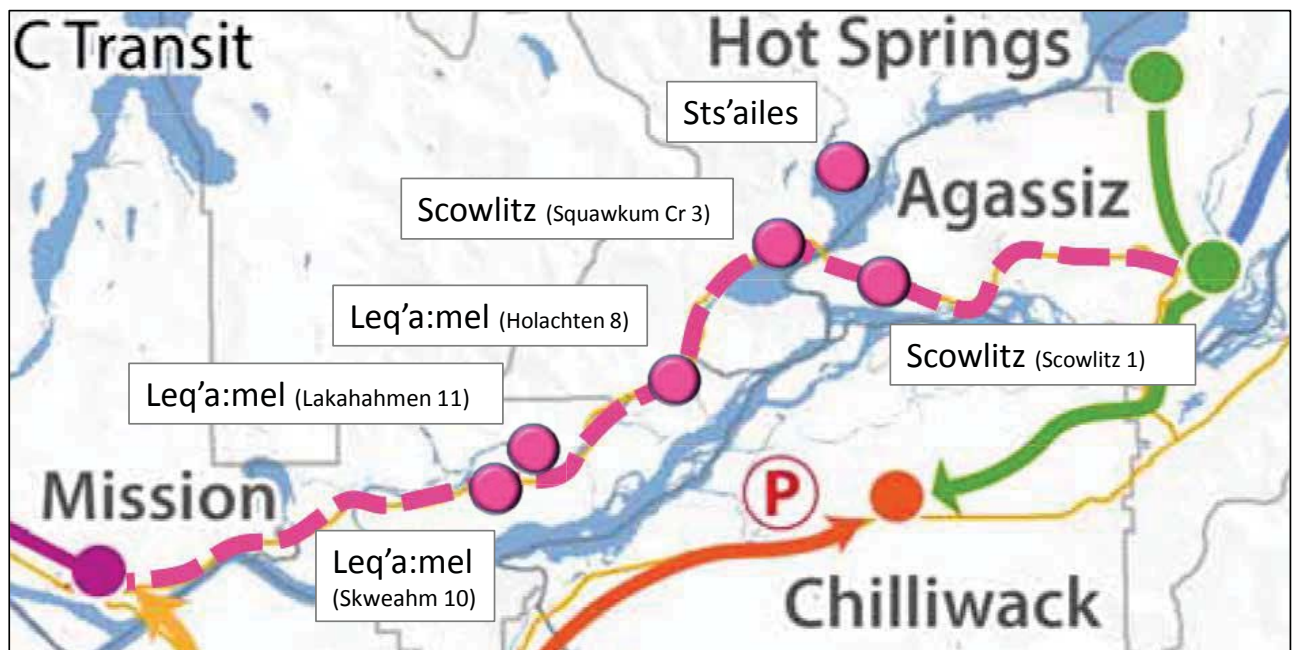 C Transit
Hot Springs
Sts'ailes
Agassiz
Scowlitz (Squawkum Cr 3)
Leq'a:mel (Holachten 8)
Scowlitz (Scowlitz 1)
Leq'a:mel (Lakahahmen 11)
Mission
P
Leq'a:mel
(Skweahm 10)
Chilliwack